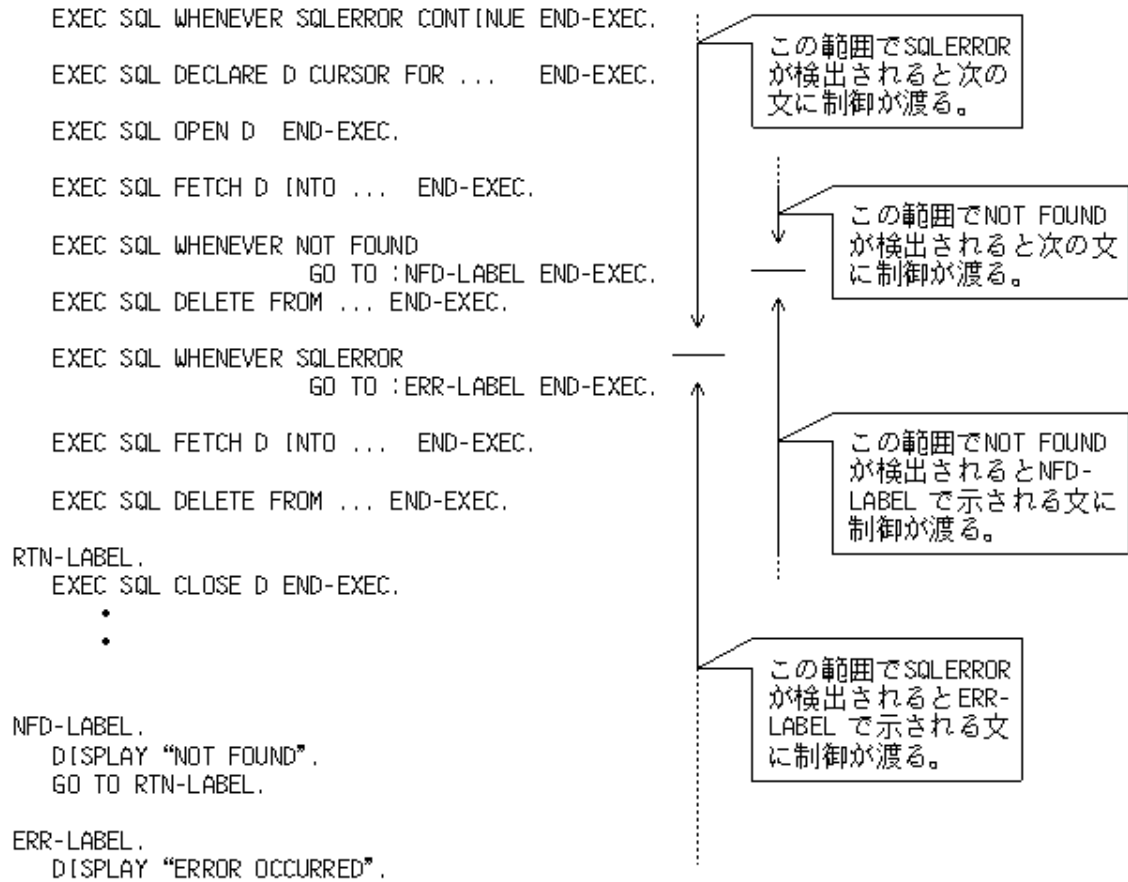 EXEC SQL WHENEVER SQLERROR CONTINUE END-EXEC.
EXEC SQL DECLARE D CURSOR FOR ... END-EXEC.
EXEC SQL OPEN D END-EXEC.
EXEC SQL FETCH D INTO ... END-EXEC.
EXEC SQL WHENEVER NOT FOUND
GO TO :NFD-LABEL END-EXEC.
EXEC SQL DELETE FROM ... END-EXEC.
EXEC SQL WHENEVER SQLERROR
GO TO :ERR-LABEL END-EXEC.
EXEC SQL FETCH D INTO ... END-EXEC.
EXEC SQL DELETE FROM ... END-EXEC.
RTN-LABEL.
EXEC SQL CLOSE D END-EXEC.
•
•
NFD-LABEL.
DISPLAY “NOT FOUND”.
GO TO RTN-LABEL.
ERR-LABEL.
DISPLAY “ERROR OCCURRED”.
この範囲でSQLERROR
が検出されると次の
文に制御が渡る。
この範囲でNOT FOUND
が検出されると次の文
に制御が渡る。
この範囲でNOT FOUND
が検出されるとNFD-
LABEL で示される文に
制御が渡る。
この範囲でSQLERROR
が検出されるとERR-
LABEL で示される文
に制御が渡る。